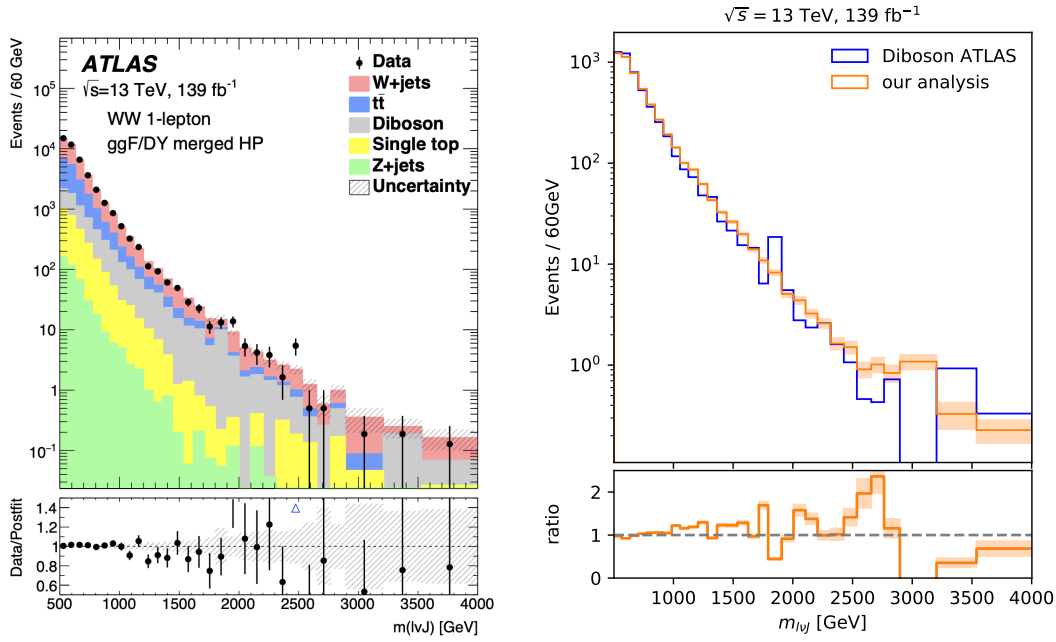 ATLAS
√s=13 TeV, 139 fb⁻¹
WW 1-lepton
ggF/DY merged HP
Data
W+jets
tt̄
Diboson
Single top
Z+jets
Uncertainty
Events / 60 GeV
10⁵
10⁴
10³
10²
10
1
10⁻¹
Data/Postfit
1.4
1.2
1
0.8
0.6
500 1000 1500 2000 2500 3000 3500 4000
m(lvJ) [GeV]
√s = 13 TeV, 139 fb⁻¹
Diboson ATLAS
our analysis
Events / 60GeV
10³
10²
10¹
10⁰
ratio
2
1
0
1000 1500 2000 2500 3000 3500 4000
mlνJ [GeV]